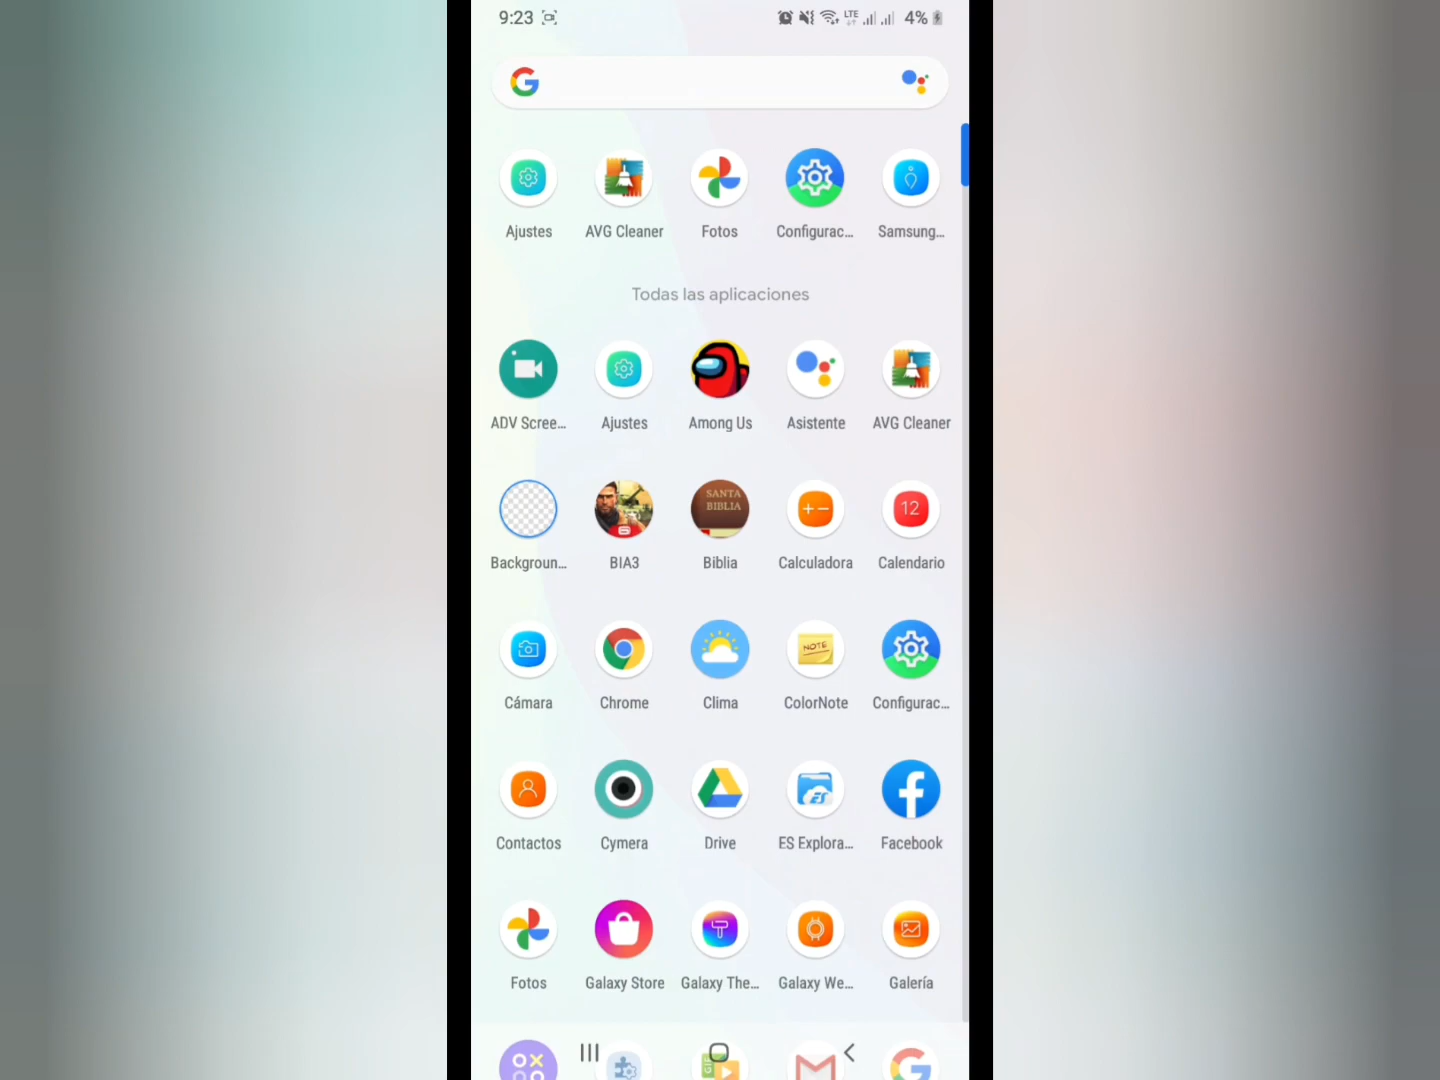 9:23 LTE 4%
Ajustes AVG Cleaner Fotos Configurac... Samsung...
Todas las aplicaciones
ADV Scree... Ajustes Among Us Asistente AVG Cleaner
SANTA
BIBLIA
12
Backgroun... BIA3 Biblia Calculadora Calendario
NOTE
Cámara Chrome Clima ColorNote Configurac...
Contactos Cymera Drive ES Explora... Facebook
Fotos Galaxy Store Galaxy The... Galaxy We... Galería